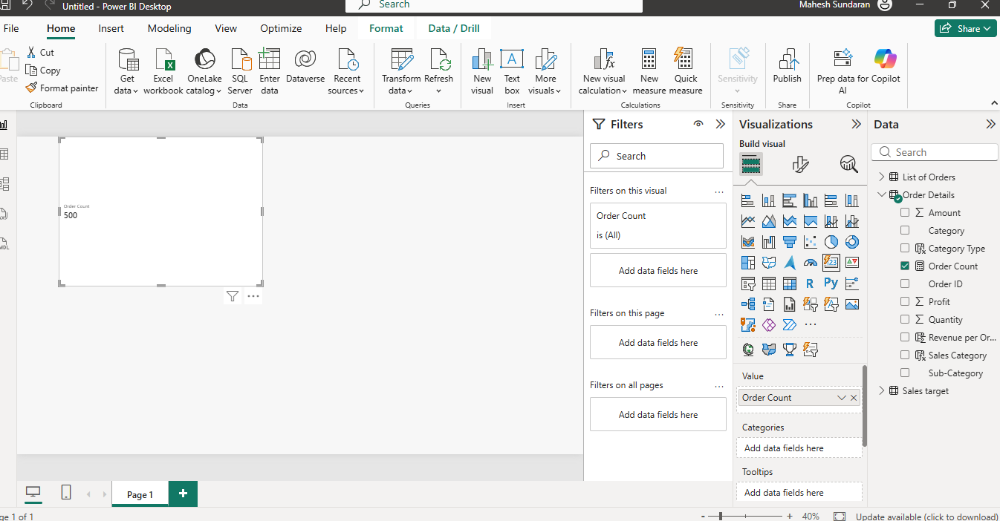 Untitled - Power BI Desktop
Search
Mahesh Sundaran
File
Home
Insert
Modeling
View
Optimize
Help
Format
Data / Drill
Share
Paste
Cut
Copy
Format painter
Clipboard
Get data
Excel workbook
OneLake catalog
SQL Server
Enter data
Dataverse
Recent sources
Data
Transform data
Refresh
Queries
New visual
Text box
More visuals
Insert
New visual calculation
New measure
Quick measure
Calculations
Sensitivity
Sensitivity
Publish
Share
Prep data for AI
Copilot
Copilot
Order Count
500
Filters
Search
Filters on this visual
...
Order Count
is (All)
Add data fields here
Filters on this page
...
Add data fields here
Filters on all pages
...
Add data fields here
Visualizations
Build visual
123
R
Py
...
Value
Order Count
Categories
Add data fields here
Tooltips
Add data fields here
Data
Search
List of Orders
Order Details
Σ Amount
Category
Category Type
Order Count
Order ID
Σ Profit
Σ Quantity
Revenue per Or...
Sales Category
Sub-Category
Sales target
Page 1
+
ge 1 of 1
-
+
40%
Update available (click to download)